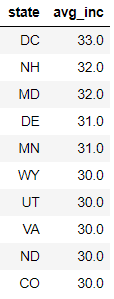 state avg_inc
DC 33.0
NH 32.0
MD 32.0
DE 31.0
MN 31.0
WY 30.0
UT 30.0
VA 30.0
ND 30.0
CO 30.0